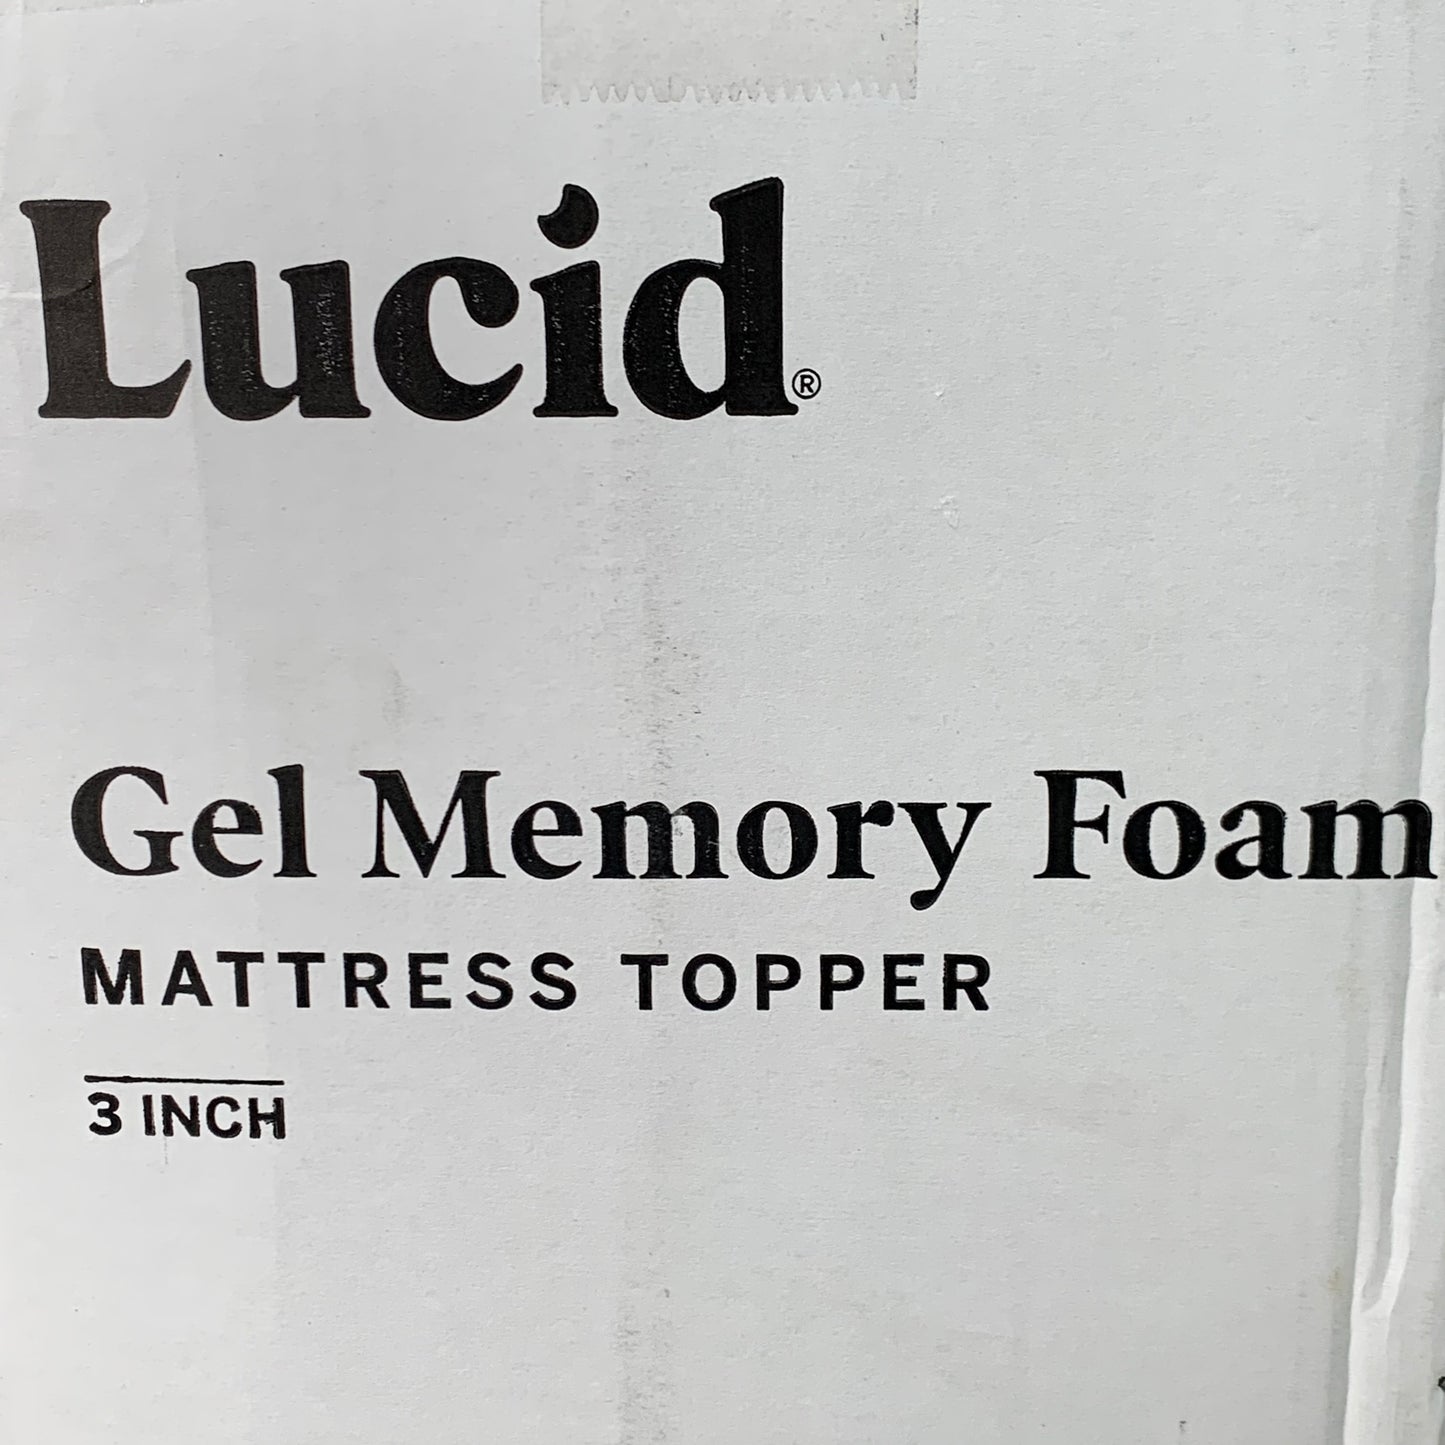 Lucid®
Gel Memory Foam
MATTRESS TOPPER
3 INCH